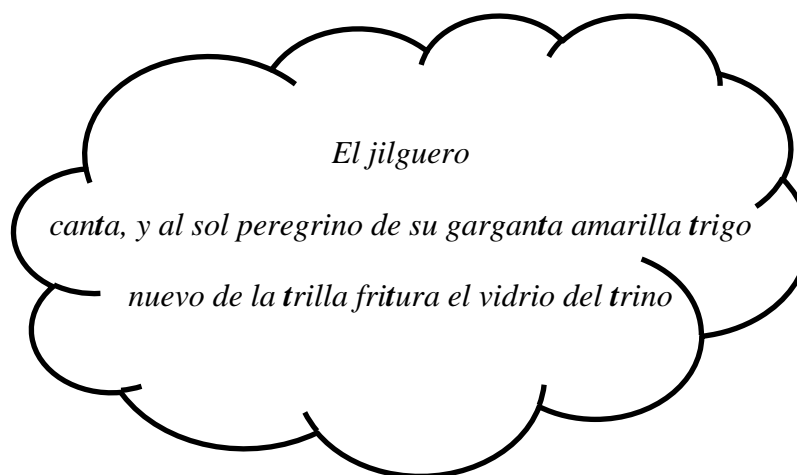 El jilguero
canta, y al sol peregrino de su garganta amarilla trigo
nuevo de la trilla fritura el vidrio del trino